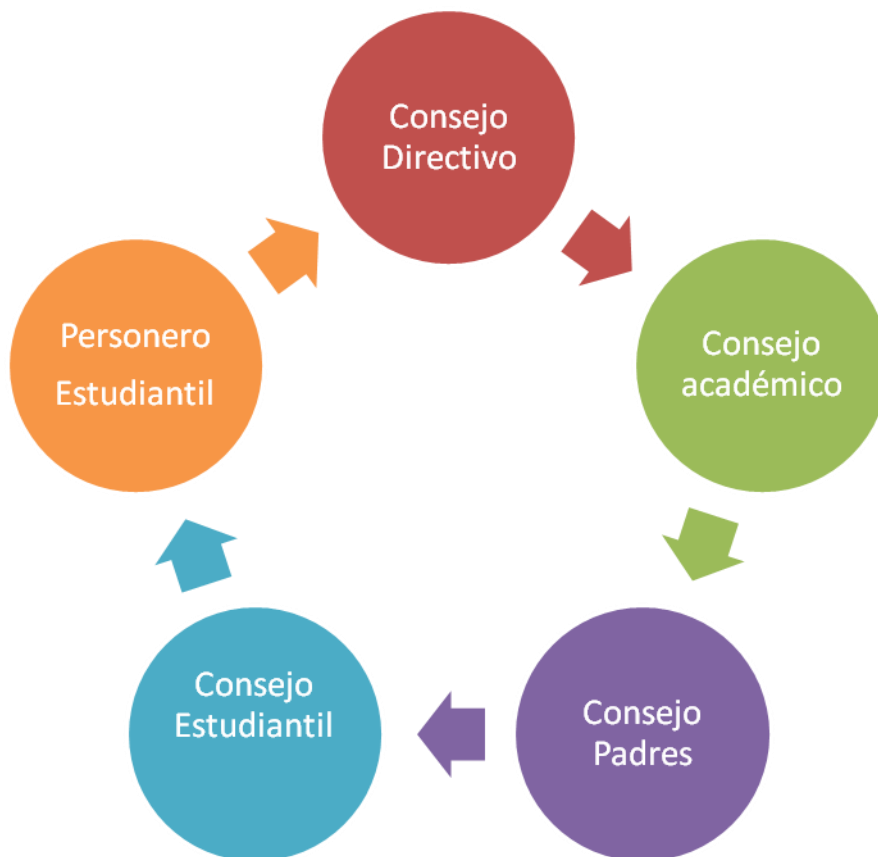 Consejo
Directivo
Consejo
académico
Consejo
Padres
Consejo
Estudiantil
Personero
Estudiantil